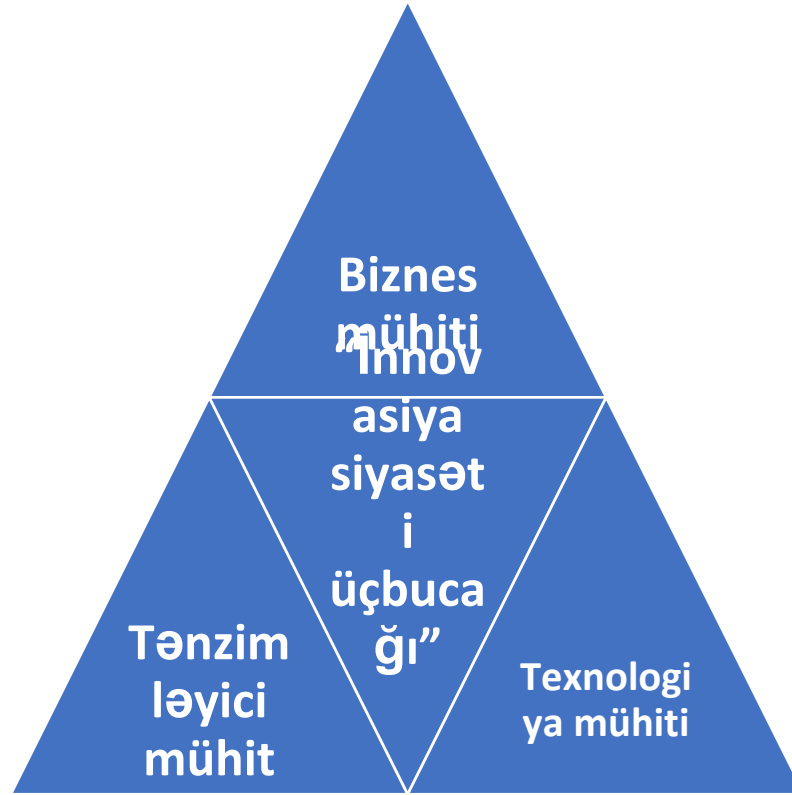 Biznes
mühiti
“İnnov
asiya
siyasət
i
üçbuca
ğı”
Tənzim
ləyici
mühit
Texnologi
ya mühiti